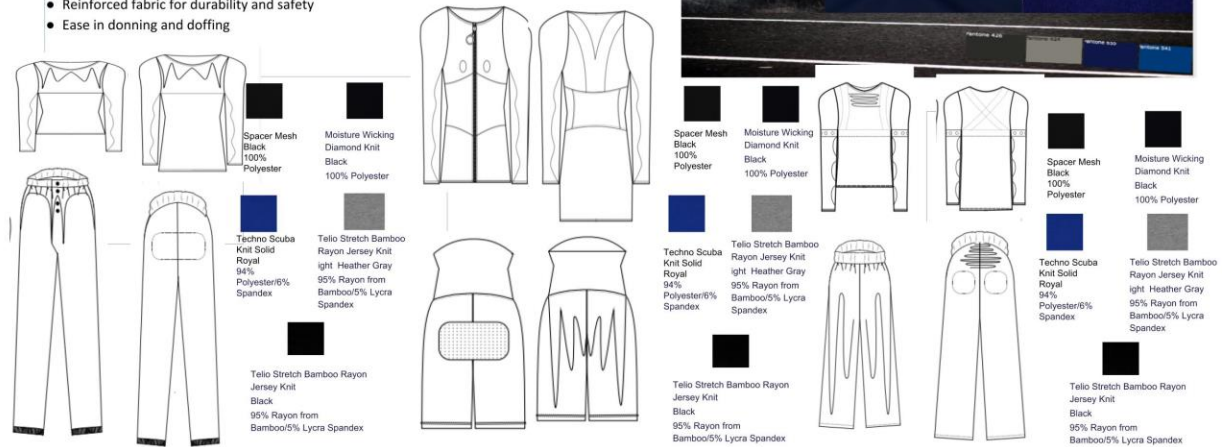 ● Reinforced fabric for durability and safety
● Ease in donning and doffing
Spacer Mesh
Black
100%
Polyester
Moisture Wicking
Diamond Knit
Black
100% Polyester
Techno Scuba
Knit Solid
Royal
94%
Polyester/6%
Spandex
Telio Stretch Bamboo
Rayon Jersey Knit
ight Heather Gray
95% Rayon from
Bamboo/5% Lycra
Spandex
Telio Stretch Bamboo Rayon
Jersey Knit
Black
95% Rayon from
Bamboo/5% Lycra Spandex
Spacer Mesh
Black
100%
Polyester
Moisture Wicking
Diamond Knit
Black
100% Polyester
Techno Scuba
Knit Solid
Royal
94%
Polyester/6%
Spandex
Telio Stretch Bamboo
Rayon Jersey Knit
ight Heather Gray
95% Rayon from
Bamboo/5% Lycra
Spandex
Telio Stretch Bamboo Rayon
Jersey Knit
Black
95% Rayon from
Bamboo/5% Lycra Spandex
Spacer Mesh
Black
100%
Polyester
Moisture Wicking
Diamond Knit
Black
100% Polyester
Techno Scuba
Knit Solid
Royal
94%
Polyester/6%
Spandex
Telio Stretch Bamboo
Rayon Jersey Knit
ight Heather Gray
95% Rayon from
Bamboo/5% Lycra
Spandex
Telio Stretch Bamboo Rayon
Jersey Knit
Black
95% Rayon from
Bamboo/5% Lycra Spandex